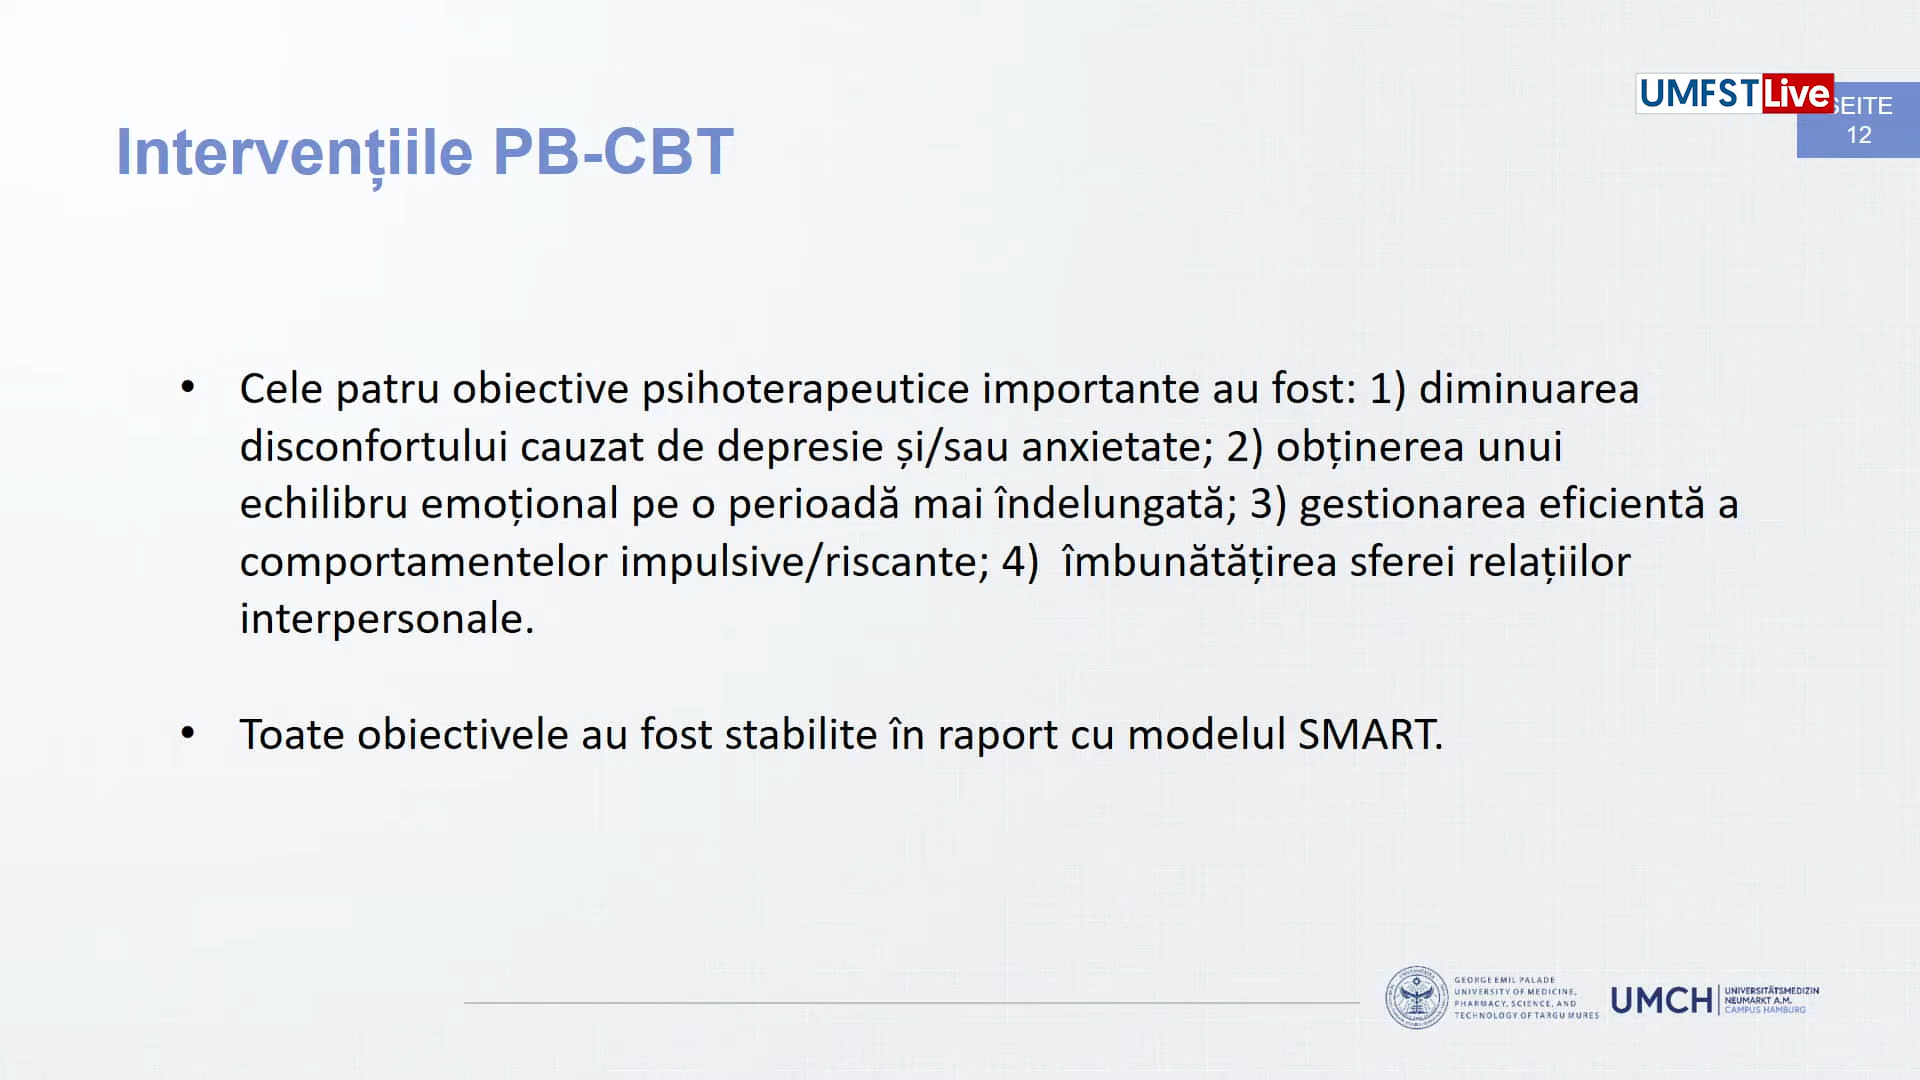 UMFST Live
SEITE
12
Intervențiile PB-CBT
• Cele patru obiective psihoterapeutice importante au fost: 1) diminuarea
disconfortului cauzat de depresie și/sau anxietate; 2) obținerea unui
echilibru emoțional pe o perioadă mai îndelungată; 3) gestionarea eficientă a
comportamentelor impulsive/riscante; 4) îmbunătățirea sferei relațiilor
interpersonale.
• Toate obiectivele au fost stabilite în raport cu modelul SMART.
GEORGE EMIL PALADE
UNIVERSITY OF MEDICINE,
PHARMACY, SCIENCE, AND
TECHNOLOGY OF TARGU MURES
UMCH
UNIVERSITÄTSMEDIZIN
NEUMARKT A.M.
CAMPUS HAMBURG